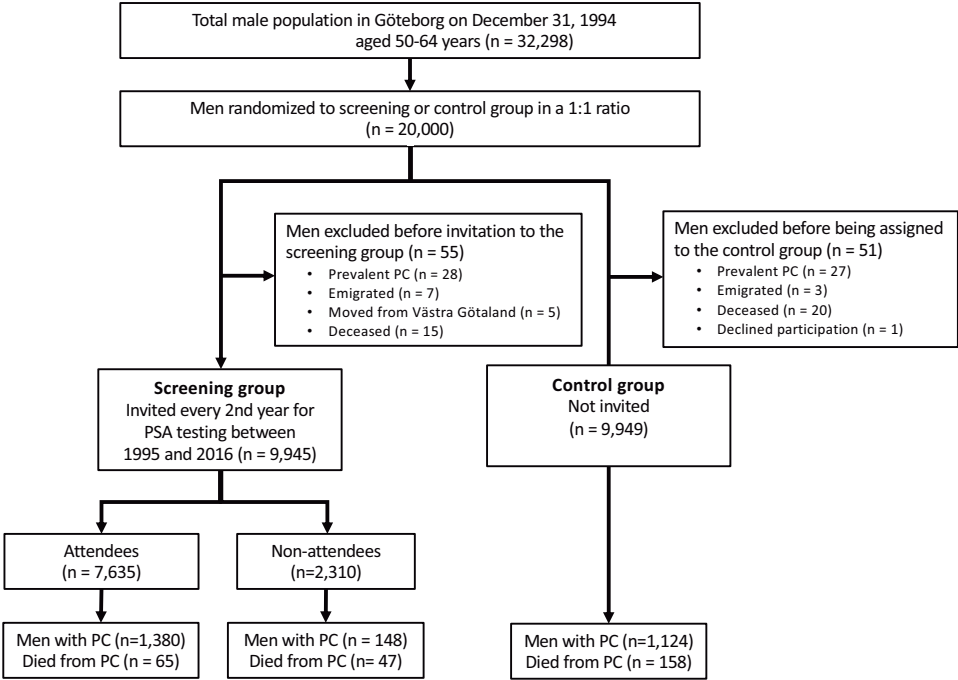 Total male population in Göteborg on December 31, 1994
aged 50-64 years (n = 32,298)
Men randomized to screening or control group in a 1:1 ratio
(n = 20,000)
Men excluded before invitation to the
screening group (n = 55)
• Prevalent PC (n = 28)
• Emigrated (n = 7)
• Moved from Västra Götaland (n = 5)
• Deceased (n = 15)
Men excluded before being assigned
to the control group (n = 51)
• Prevalent PC (n = 27)
• Emigrated (n = 3)
• Deceased (n = 20)
• Declined participation (n = 1)
Screening group
Invited every 2nd year for
PSA testing between
1995 and 2016 (n = 9,945)
Control group
Not invited
(n = 9,949)
Attendees
(n = 7,635)
Non-attendees
(n=2,310)
Men with PC (n=1,380)
Died from PC (n = 65)
Men with PC (n = 148)
Died from PC (n= 47)
Men with PC (n=1,124)
Died from PC (n = 158)